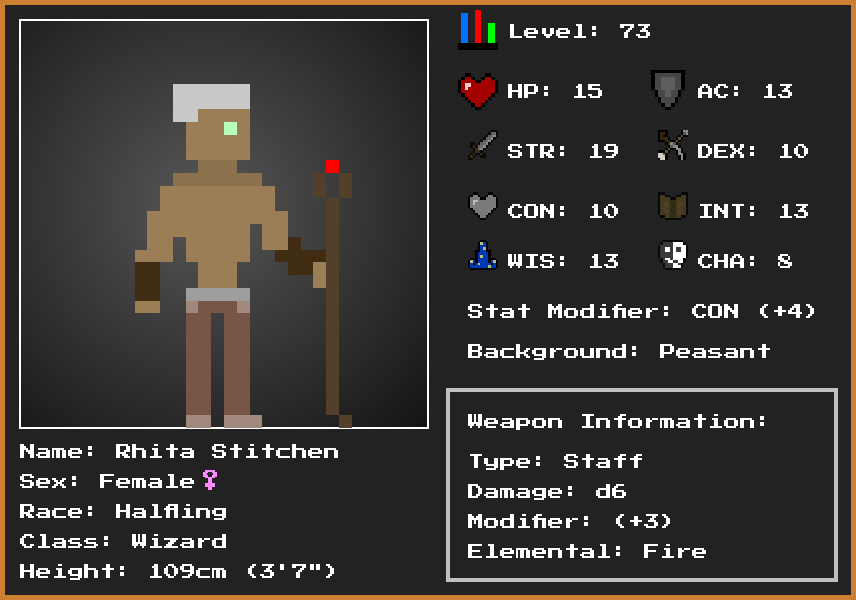 Level: 73
HP: 15
AC: 13
STR: 19
DEX: 10
CON: 10
INT: 13
WIS: 13
CHA: 8
Stat Modifier: CON (+4)
Background: Peasant
Weapon Information:
Type: Staff
Damage: d6
Modifier: (+3)
Elemental: Fire
Name: Rhita Stitchen
Sex: Female♀
Race: Halfling
Class: Wizard
Height: 109cm (3'7")